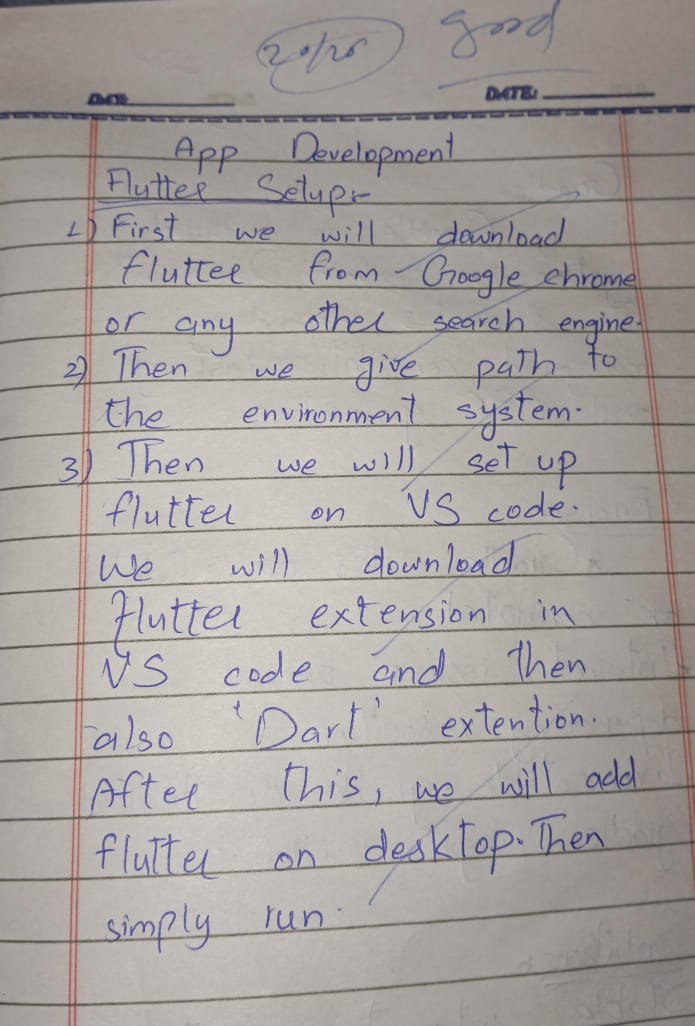 20/20 good
DATE: DATE:
App Development
Flutter Setup:-
1) First we will download
flutter from Google chrome
or any other search engine.
2) Then we give path to
the environment system.
3) Then we will set up
flutter on VS code.
We will download
flutter extension in
VS code and then
also 'Dart' extention.
After this, we will add
flutter on desktop. Then
simply run.